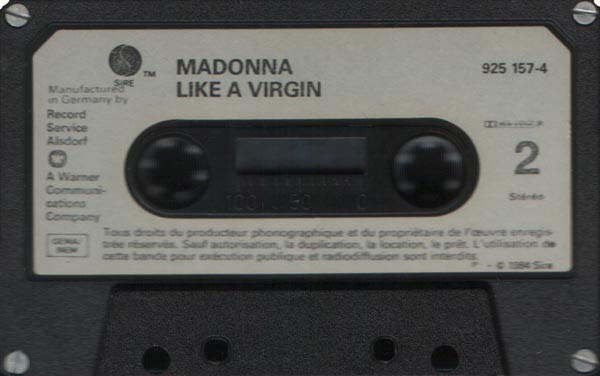 SIRE
TM
MADONNA
LIKE A VIRGIN
925 157-4
Manufactured
in Germany by
Record
Service
Alsdorf
A Warner
Communi-
cations
Company
GEMA/
BIEM
100 50 0
2
Stéréo
Tous droits du producteur phonographique et du propriétaire de l'œuvre enregis-
trée réservés. Sauf autorisation, la duplication, la location, le prêt. L'utilisation de
cette bande pour exécution publique et radiodiffusion sont interdits.
℗ - © 1984 Sire